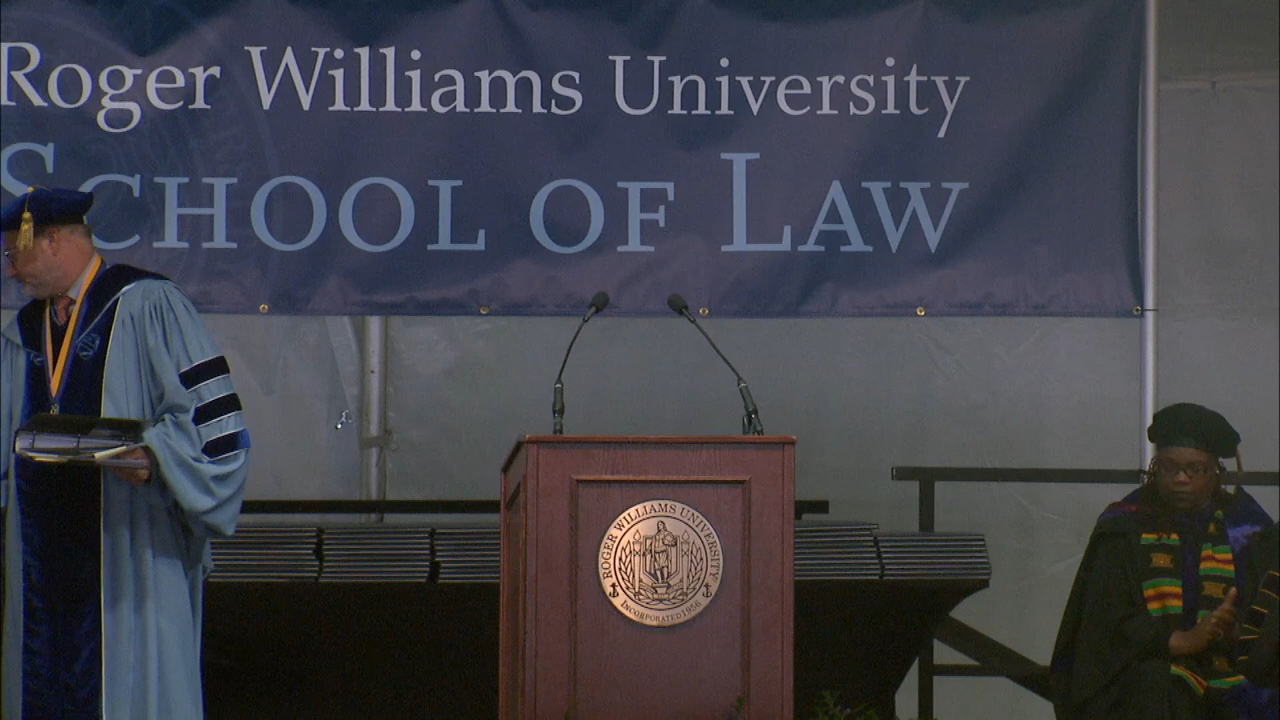 Roger Williams University
School of Law
ROGER WILLIAMS UNIVERSITY
INCORPORATED 1956